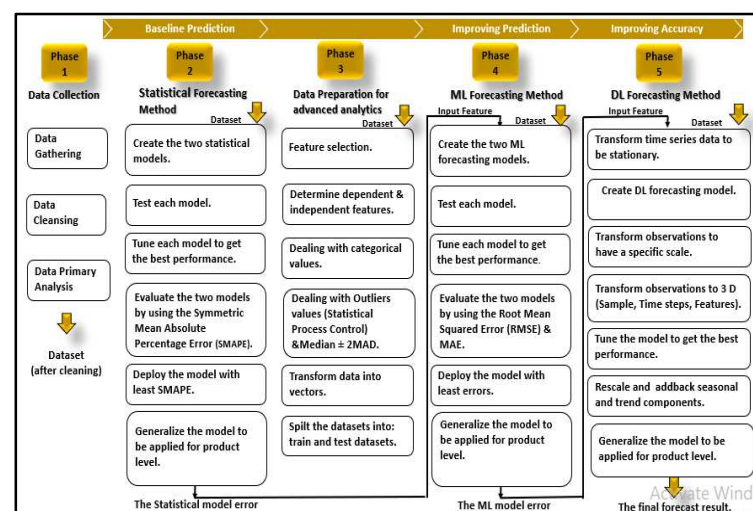 Baseline Prediction
Improving Prediction
Improving Accuracy
Phase
1
Data Collection
Data
Gathering
Data
Cleansing
Data Primary
Analysis
Dataset
(after cleaning)
Phase
2
Statistical Forecasting
Method
Dataset
Create the two statistical
models.
Test each model.
Tune each model to get
the best performance.
Evaluate the two models
by using the Symmetric
Mean Absolute
Percentage Error (SMAPE).
Deploy the model with
least SMAPE.
Generalize the model to
be applied for product
level.
The Statistical model error
Phase
3
Data Preparation for
advanced analytics
Dataset
Feature selection.
Determine dependent &
independent features.
Dealing with categorical
values.
Dealing with Outliers
values (Statistical
Process Control)
&Median ± 2MAD.
Transform data into
vectors.
Spilt the datasets into:
train and test datasets.
Phase
4
ML Forecasting Method
Input Feature
Dataset
Create the two ML
forecasting models.
Test each model.
Tune each model to get
the best performance.
Evaluate the two models
by using the Root Mean
Squared Error (RMSE) &
MAE.
Deploy the model with
least errors.
Generalize the model to
be applied for product
level.
The ML model error
Phase
5
DL Forecasting Method
Input Feature
Dataset
Transform time series data to
be stationary.
Create DL forecasting model.
Transform observations to
have a specific scale.
Transform observations to 3 D
(Sample, Time steps, Features).
Tune the model to get the best
performance.
Rescale and addback seasonal
and trend components.
Generalize the model to be
applied for product level.
Activate Wind
The final forecast result.